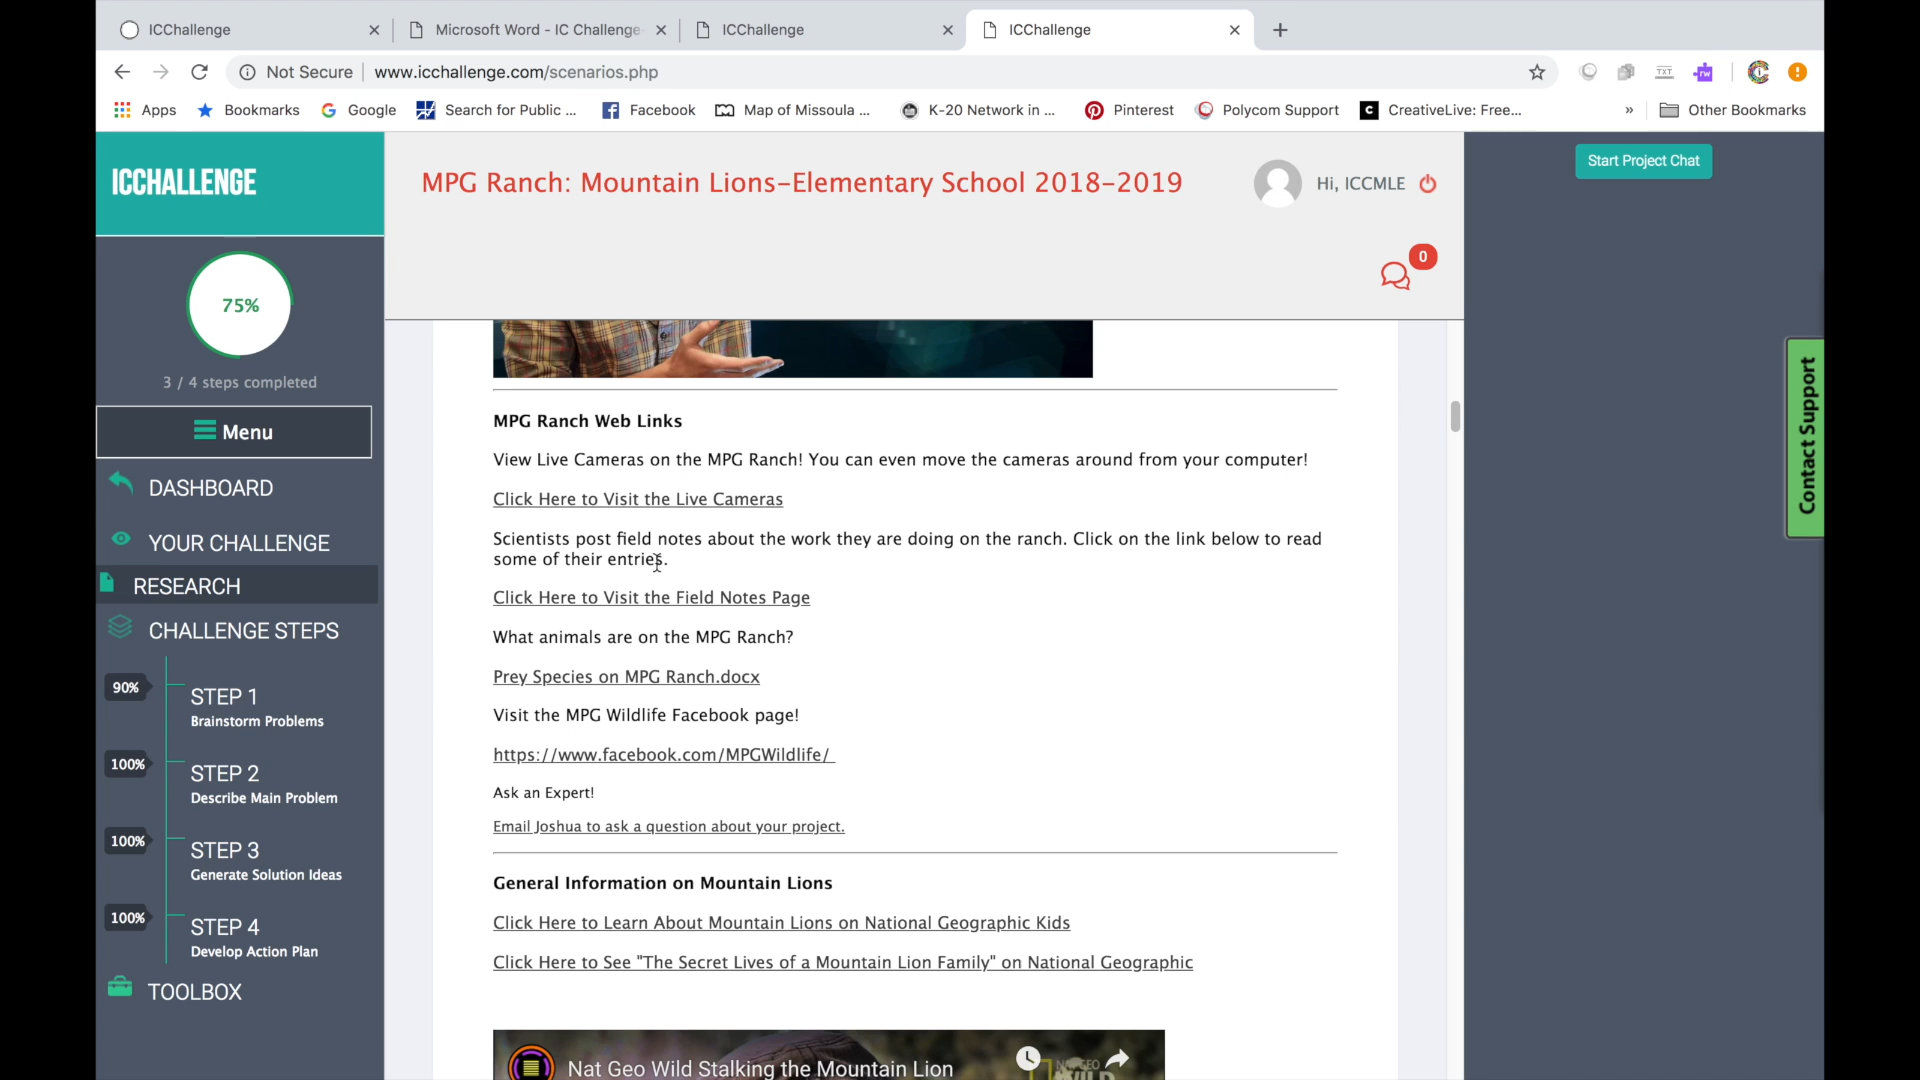 ICChallenge
Microsoft Word - IC Challenge-
ICChallenge
ICChallenge
Not Secure
www.icchallenge.com/scenarios.php
TXT
rw
Apps
Bookmarks
Google
Search for Public ...
Facebook
Map of Missoula ...
K-20 Network in ...
Pinterest
Polycom Support
CreativeLive: Free...
»
Other Bookmarks
ICCHALLENGE
MPG Ranch: Mountain Lions-Elementary School 2018-2019
Hi, ICCMLE
Start Project Chat
0
75%
3 / 4 steps completed
Menu
DASHBOARD
YOUR CHALLENGE
RESEARCH
CHALLENGE STEPS
90%
STEP 1
Brainstorm Problems
100%
STEP 2
Describe Main Problem
100%
STEP 3
Generate Solution Ideas
100%
STEP 4
Develop Action Plan
TOOLBOX
MPG Ranch Web Links
View Live Cameras on the MPG Ranch! You can even move the cameras around from your computer!
Click Here to Visit the Live Cameras
Scientists post field notes about the work they are doing on the ranch. Click on the link below to read
some of their entries.
Click Here to Visit the Field Notes Page
What animals are on the MPG Ranch?
Prey Species on MPG Ranch.docx
Visit the MPG Wildlife Facebook page!
https://www.facebook.com/MPGWildlife/
Ask an Expert!
Email Joshua to ask a question about your project.
General Information on Mountain Lions
Click Here to Learn About Mountain Lions on National Geographic Kids
Click Here to See "The Secret Lives of a Mountain Lion Family" on National Geographic
Nat Geo Wild Stalking the Mountain Lion
NAT GEO
WILD
Contact Support